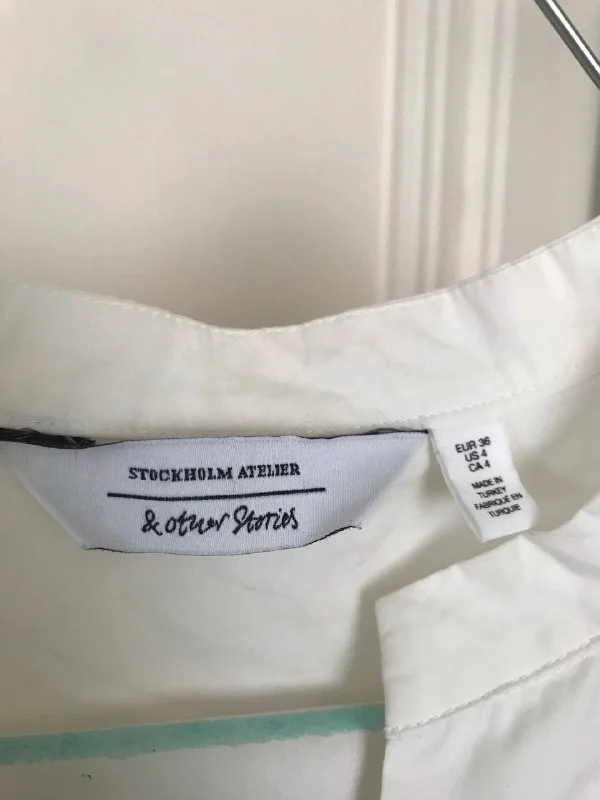 STOCKHOLM ATELIER
& other Stories
EUR 36
US 4
CA 4
MADE IN
TURKEY
FABRIQUÉ EN
TURQUIE